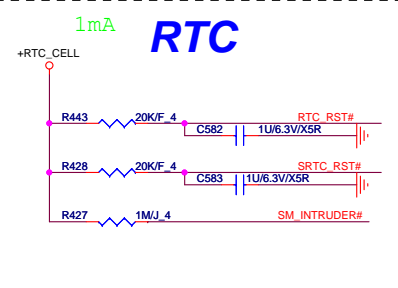 1mA
RTC
+RTC_CELL
R443 20K/F_4 RTC_RST#
C582 1U/6.3V/X5R
R428 20K/F_4 SRTC_RST#
C583 1U/6.3V/X5R
R427 1M/J_4 SM_INTRUDER#